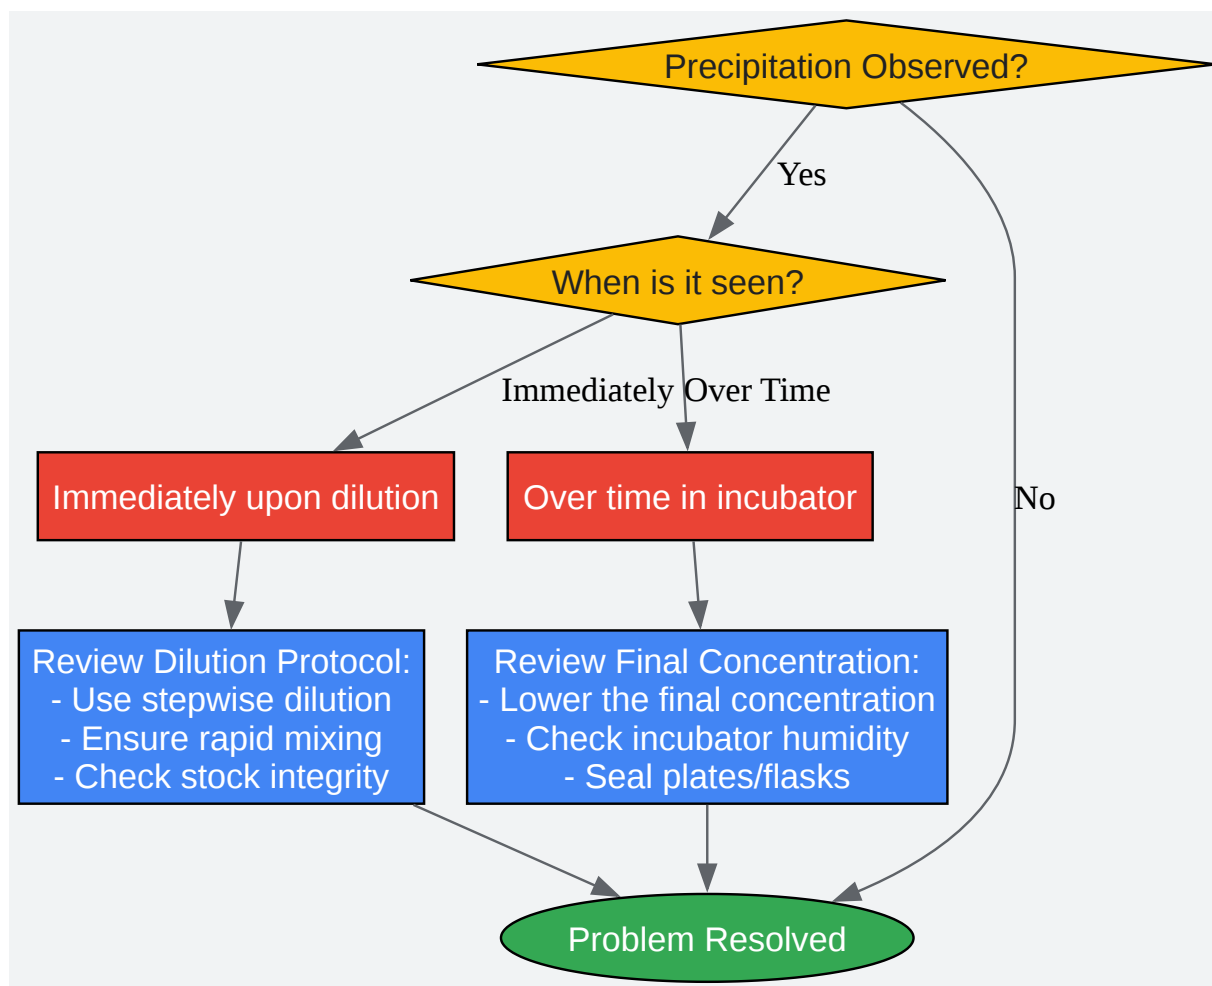 Precipitation Observed?
Yes
When is it seen?
Immediately
Over Time
Immediately upon dilution
Over time in incubator
No
Review Dilution Protocol:
- Use stepwise dilution
- Ensure rapid mixing
- Check stock integrity
Review Final Concentration:
- Lower the final concentration
- Check incubator humidity
- Seal plates/flasks
Problem Resolved